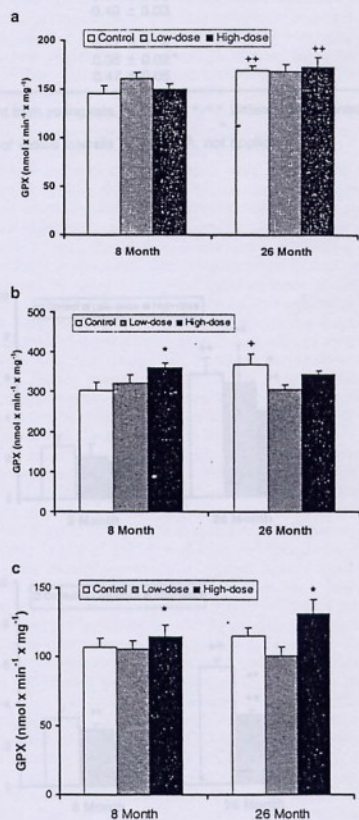 a
Control Low-dose High-dose
200
150
100
50
0
GPX (nmol x min⁻¹ x mg⁻¹)
++ ++
8 Month 26 Month
b
Control Low-dose High-dose
500
400
300
200
100
0
GPX (nmol x min⁻¹ x mg⁻¹)
* +
8 Month 26 Month
c
Control Low-dose High-dose
150
100
50
0
GPX (nmol x min⁻¹ x mg⁻¹)
* *
8 Month 26 Month